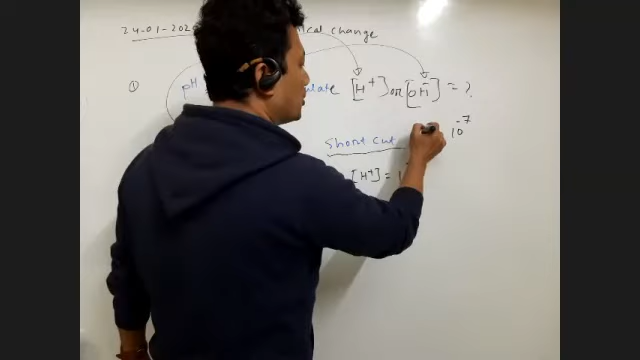 24-01-202 ical change
① pH ulate [H+] or [OH-] = ?
10-7
Short cut
[H+] = 1